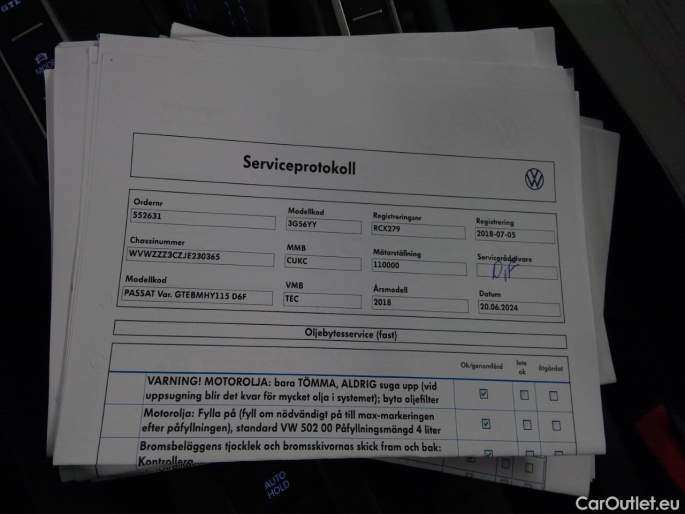 Serviceprotokoll
Ordernr
552631
Modellkod
3G56YY
Registreringsnr
RCX279
Registrering
2018-07-05
Chassinummer
WVWZZZ3CZJE230365
MMB
CUKC
Mätarställning
110000
Servicerådgivare
Modellkod
PASSAT Var. GTEBMHY115 D6F
VMB
TEC
Årsmodell
2018
Datum
20.06.2024
Oljebytesservice (fast)
Ok/genomförd
Inte ok
Åtgärdat
VARNING! MOTOROLJA: bara TÖMMA, ALDRIG suga upp (vid
uppsugning blir det kvar för mycket olja i systemet); byta oljefilter
Motorolja: Fylla på (fyll om nödvändigt på till max-markeringen
efter påfyllningen), standard VW 502 00 Påfyllningsmängd 4 liter
Bromsbeläggens tjocklek och bromsskivornas skick fram och bak:
Kontrollera
AUTO
HOLD
CarOutlet.eu